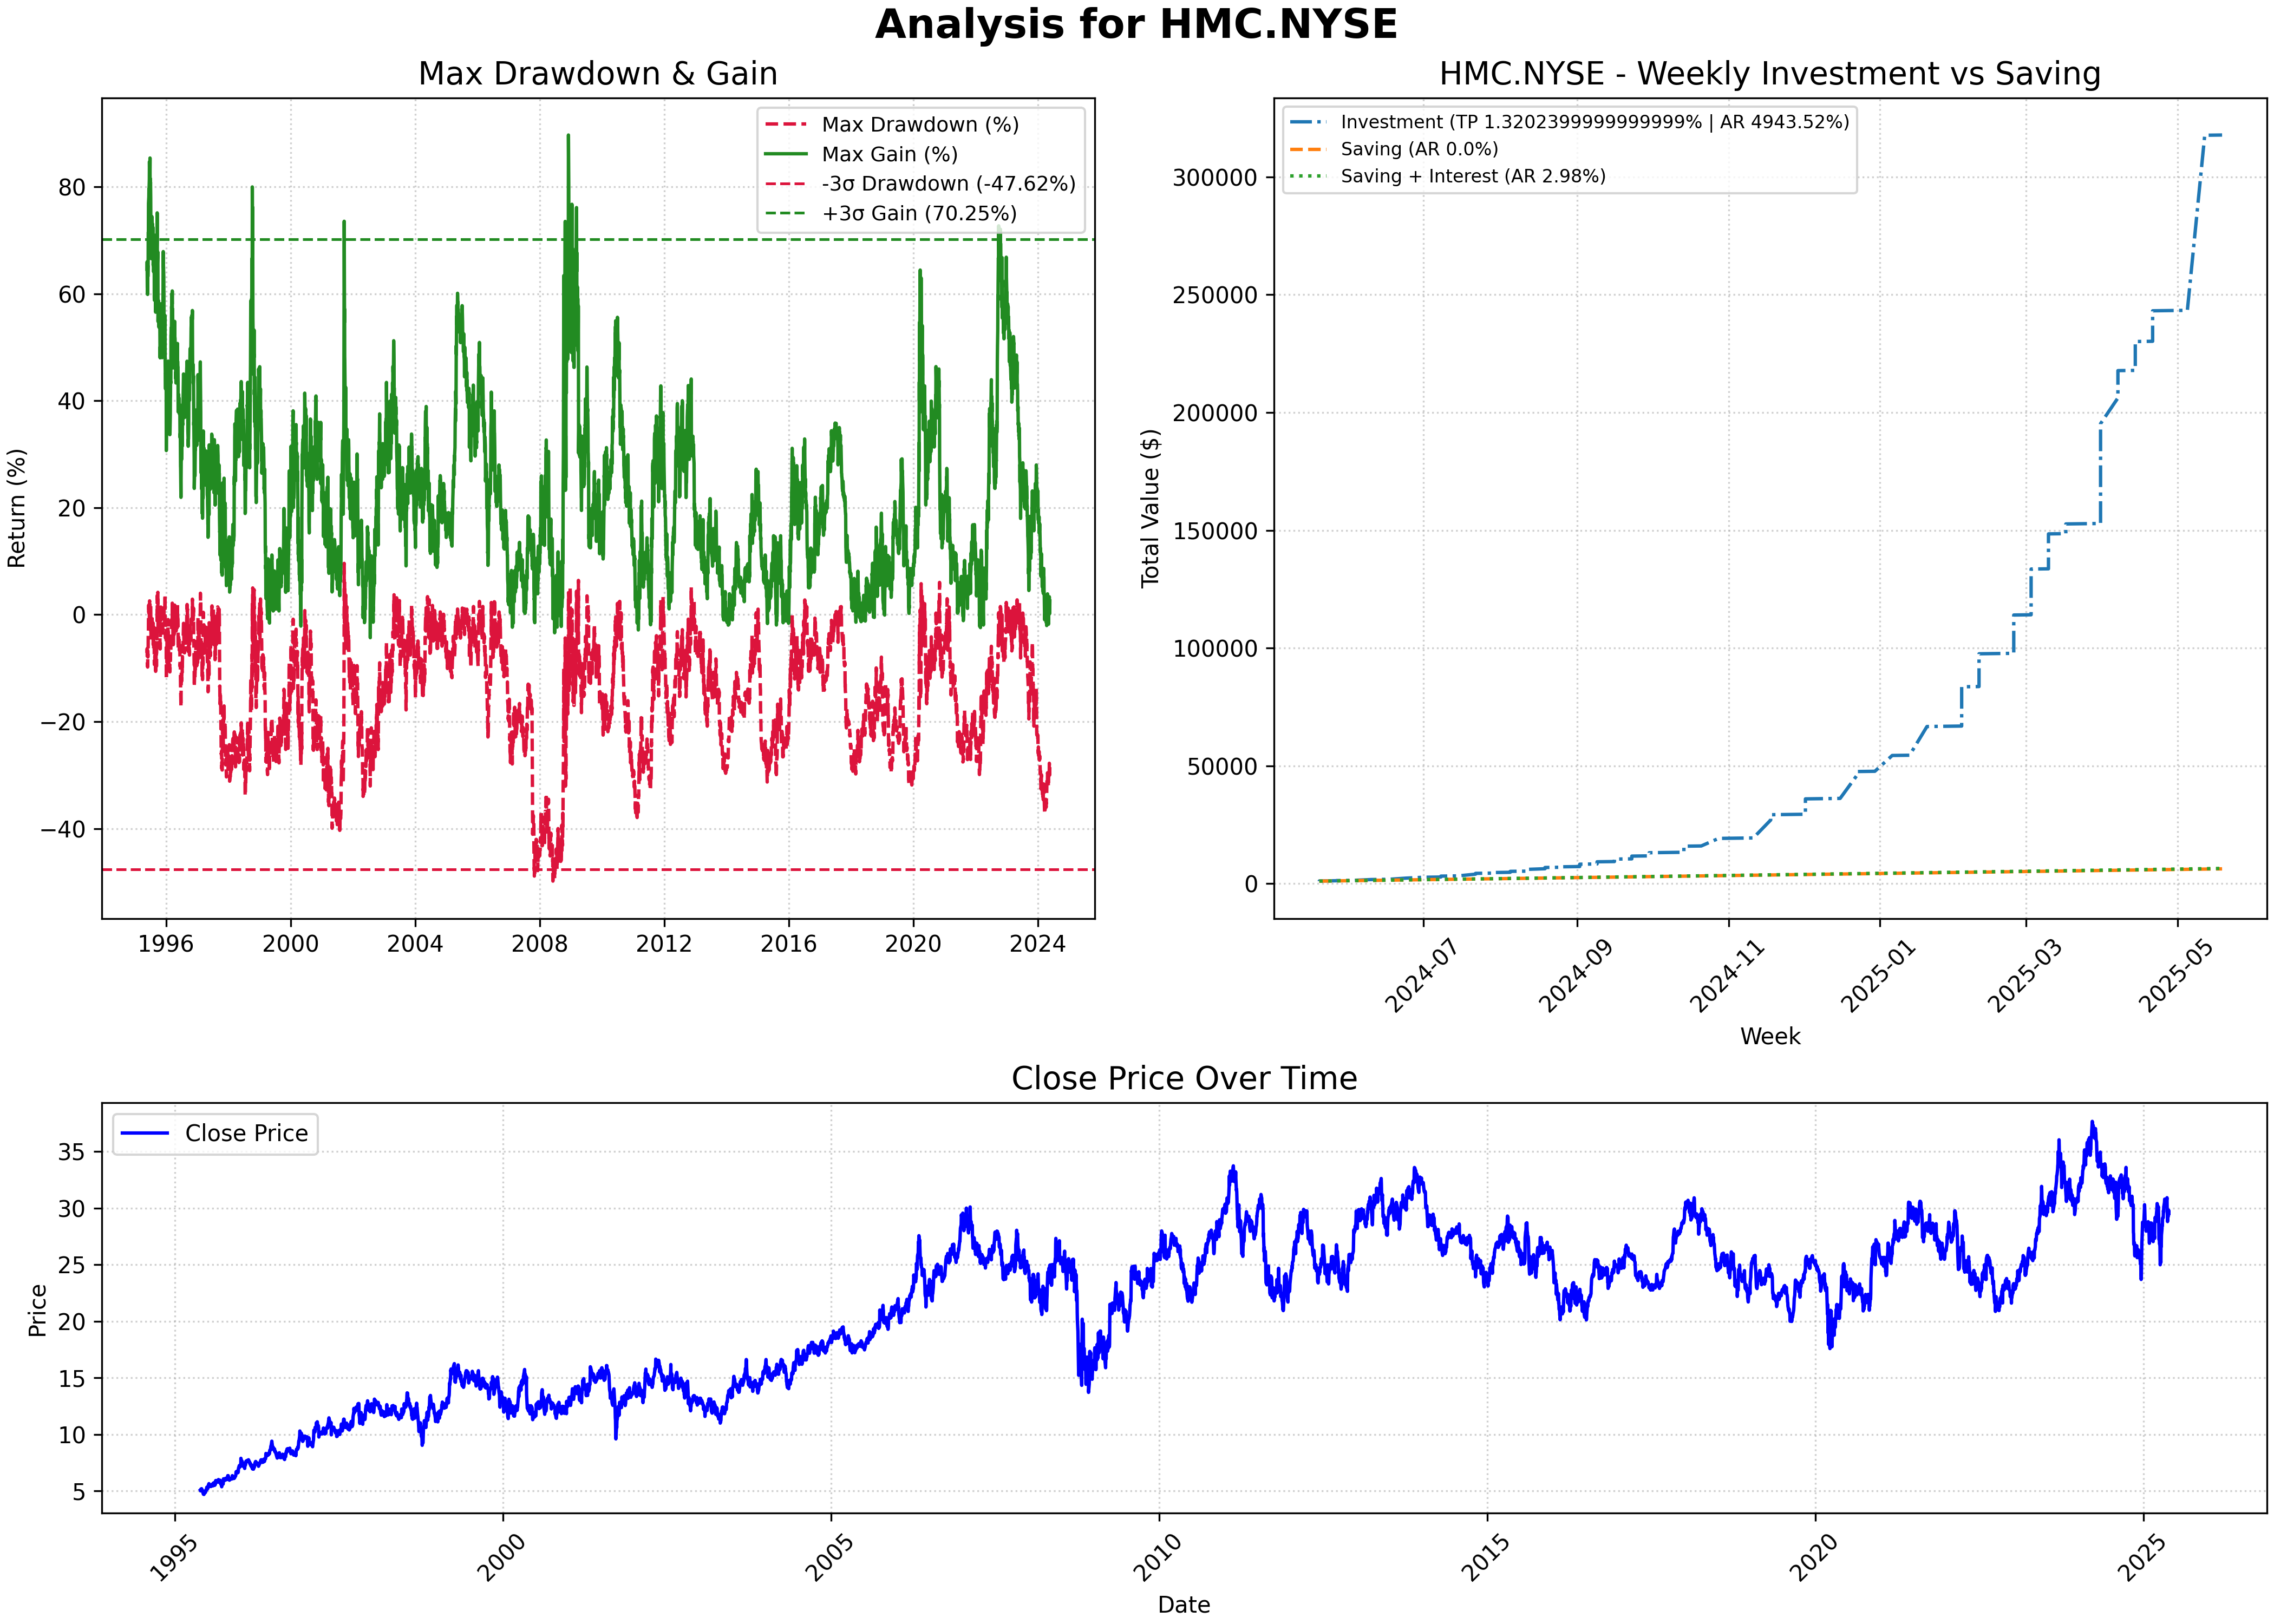 Analysis for HMC.NYSE
Max Drawdown & Gain
Max Drawdown (%)
Max Gain (%)
-3σ Drawdown (-47.62%)
+3σ Gain (70.25%)
Return (%)
80
60
40
20
0
−20
−40
1996 2000 2004 2008 2012 2016 2020 2024
HMC.NYSE - Weekly Investment vs Saving
Investment (TP 1.3202399999999999% | AR 4943.52%)
Saving (AR 0.0%)
Saving + Interest (AR 2.98%)
Total Value ($)
300000
250000
200000
150000
100000
50000
0
2024-07 2024-09 2024-11 2025-01 2025-03 2025-05
Week
Close Price Over Time
Close Price
Price
35
30
25
20
15
10
5
1995 2000 2005 2010 2015 2020 2025
Date